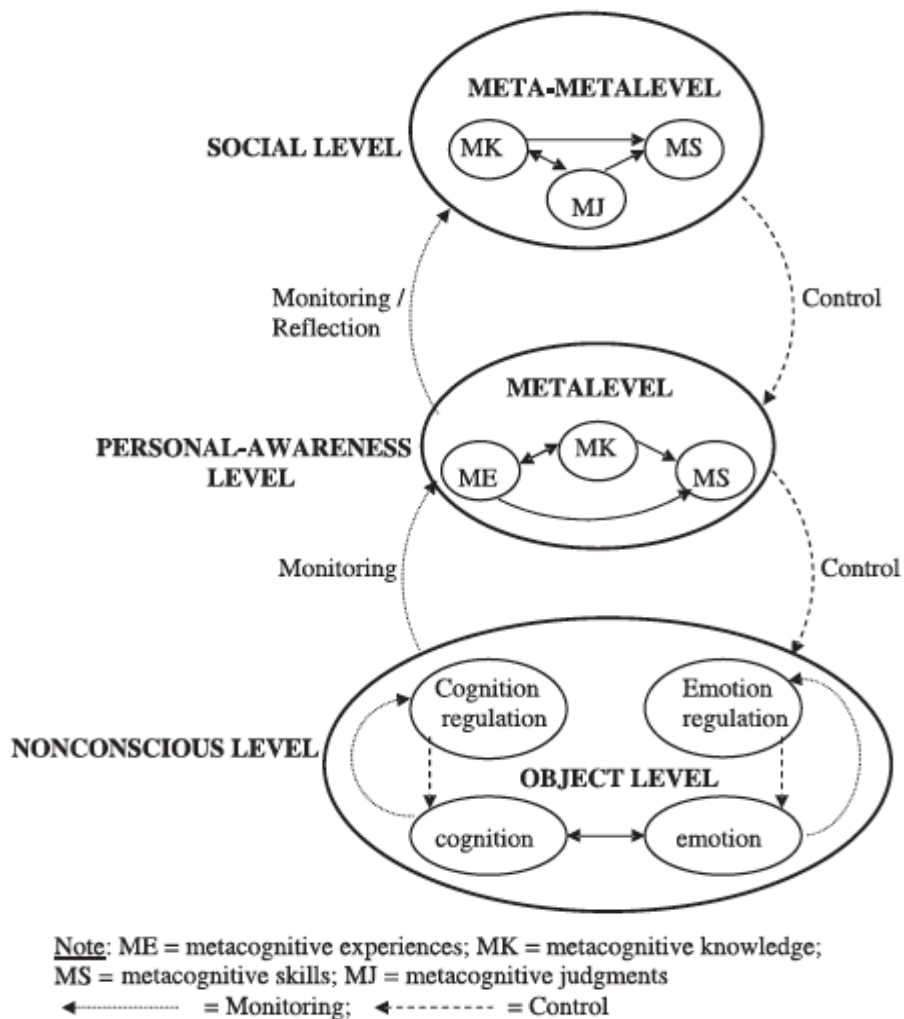 META-METALEVEL
SOCIAL LEVEL
MK
MS
MJ
Monitoring /
Reflection
Control
METALEVEL
PERSONAL-AWARENESS
LEVEL
MK
ME
MS
Monitoring
Control
Cognition
regulation
Emotion
regulation
NONCONSCIOUS LEVEL
OBJECT LEVEL
cognition
emotion
Note: ME = metacognitive experiences; MK = metacognitive knowledge;
MS = metacognitive skills; MJ = metacognitive judgments
= Monitoring; = Control